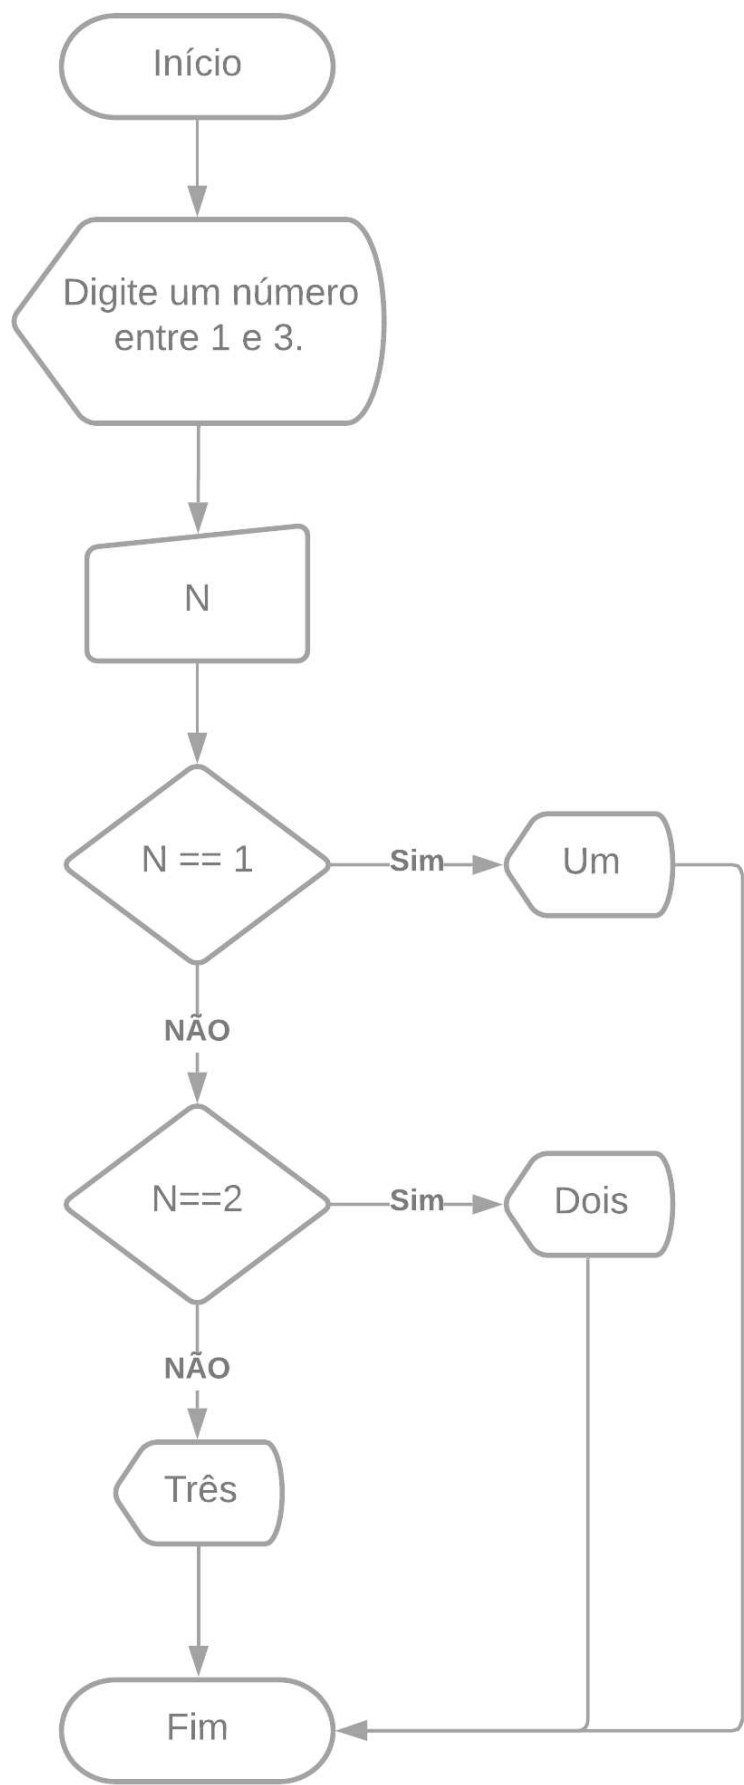 Início
Digite um número
entre 1 e 3.
N
N == 1
Sim
Um
NÃO
N==2
Sim
Dois
NÃO
Três
Fim